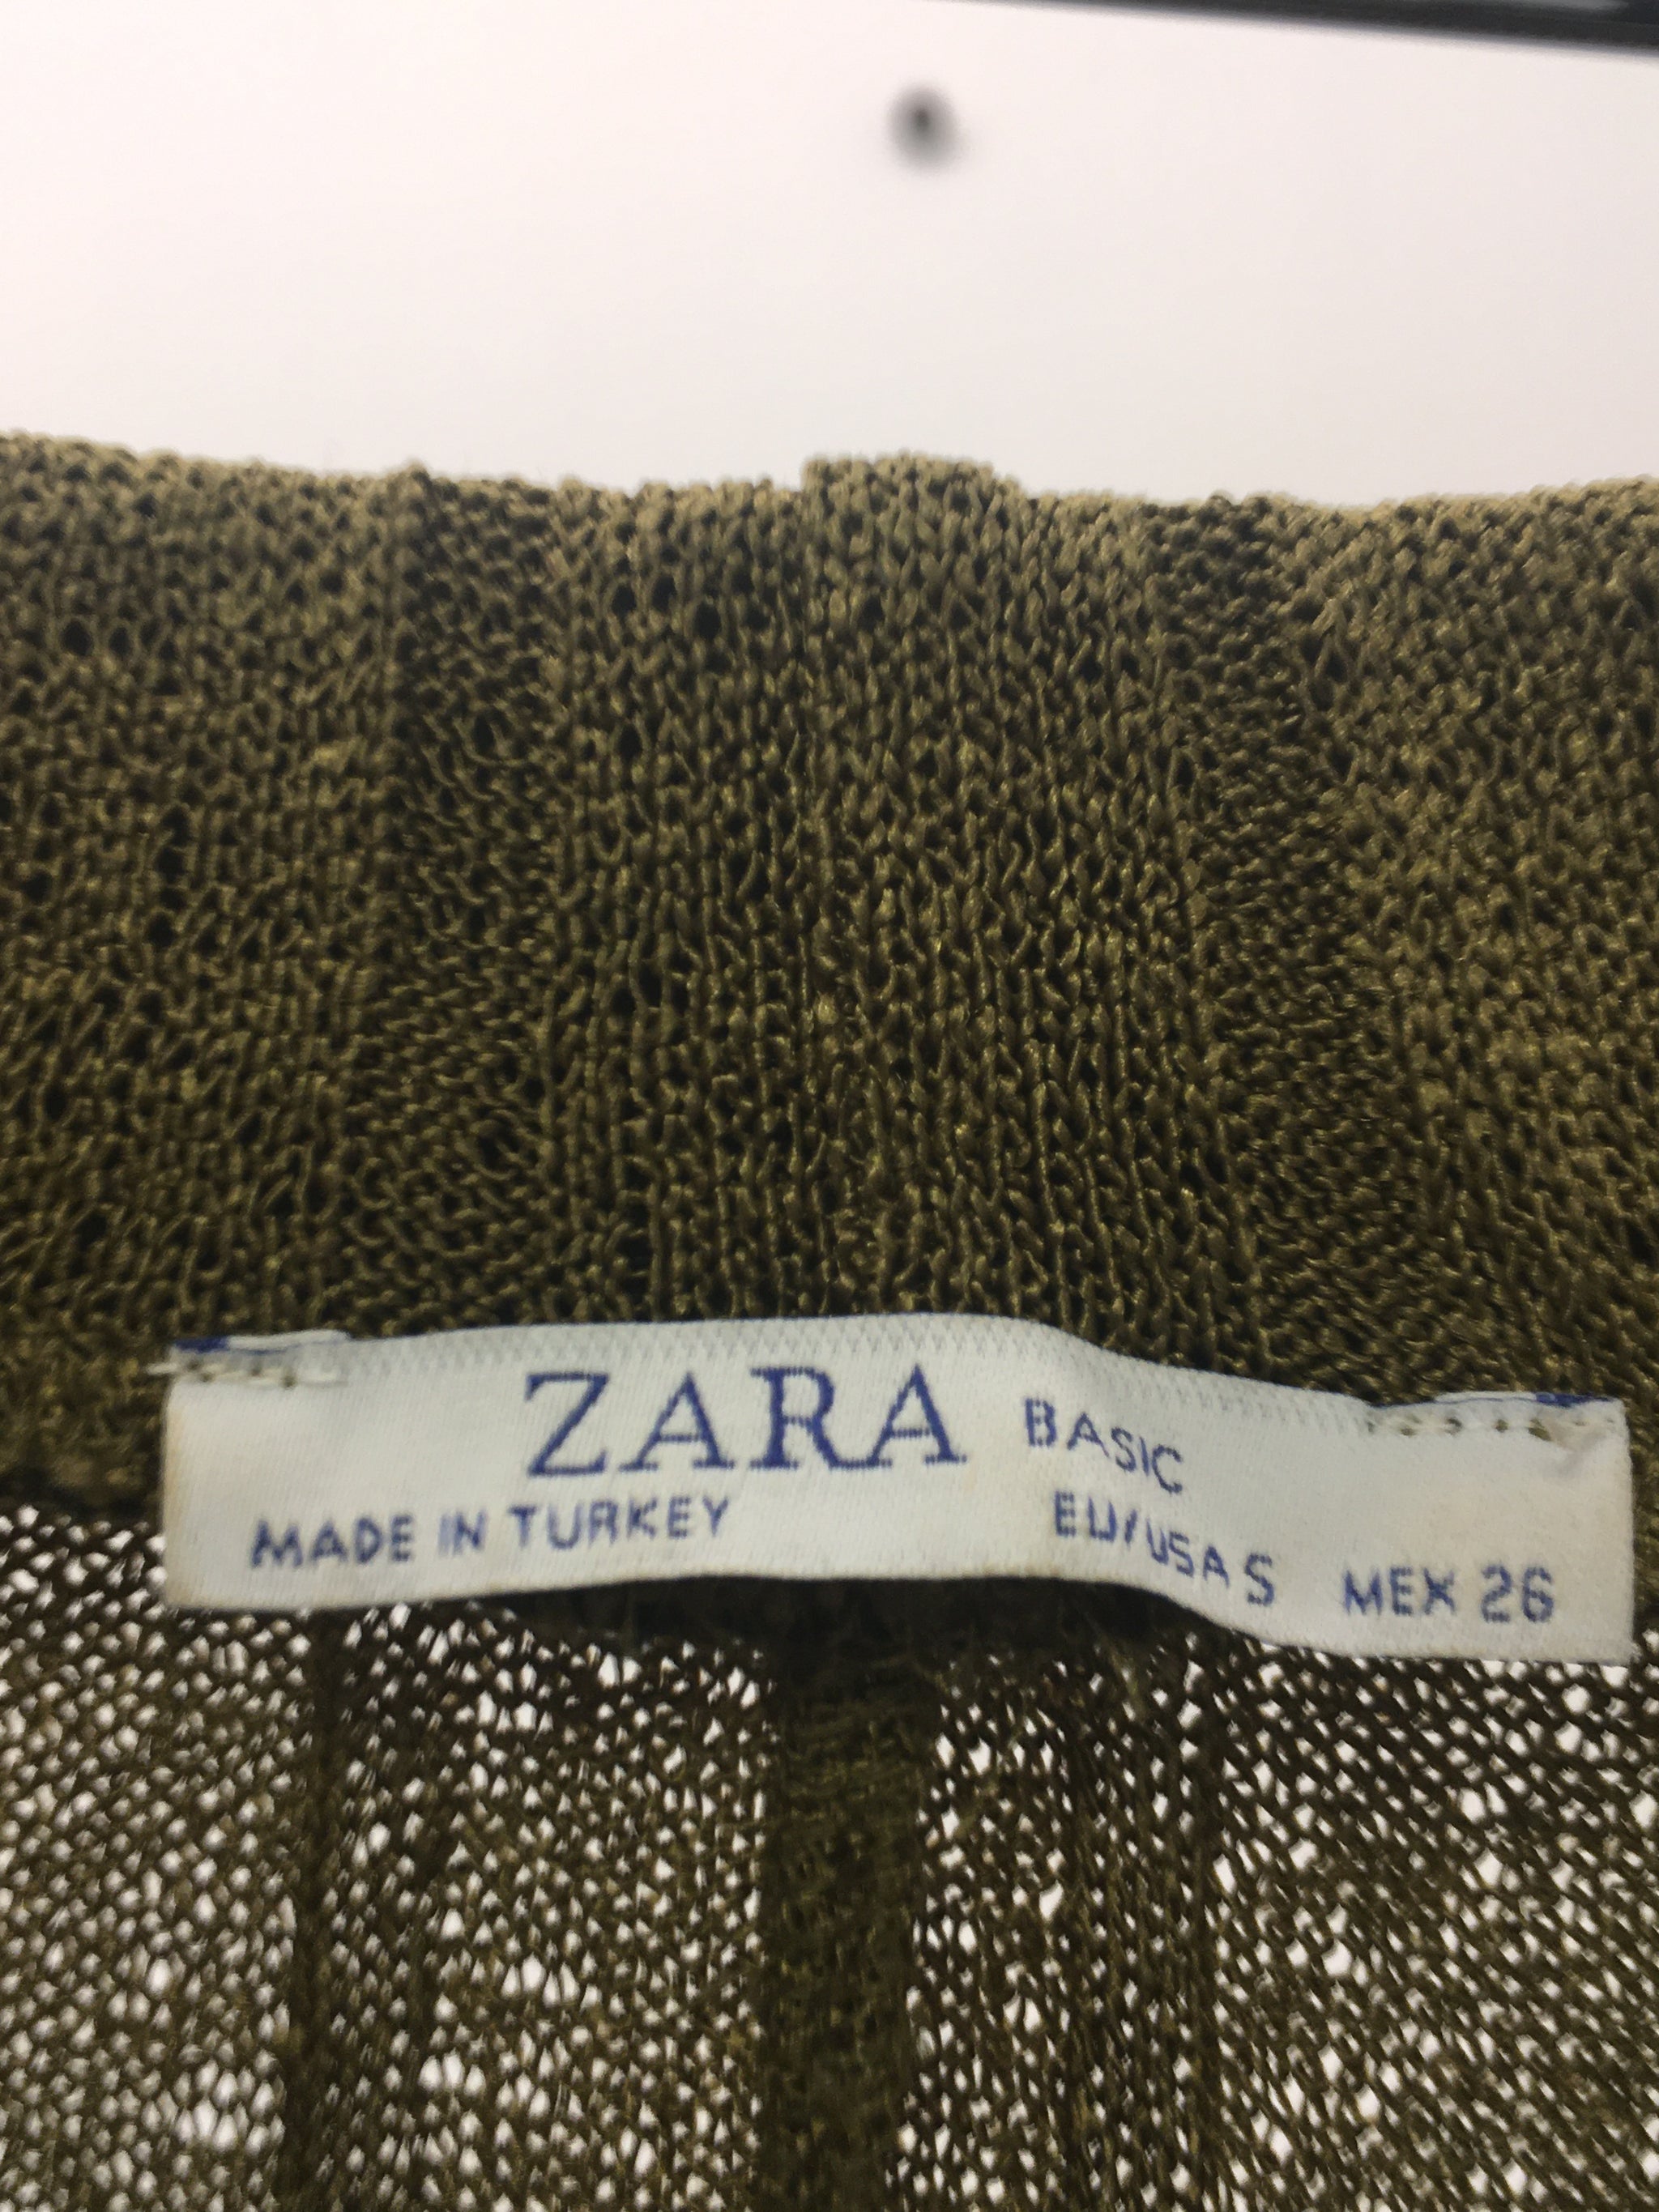 ZARA BASIC
MADE IN TURKEY EU/USA S MEX 26